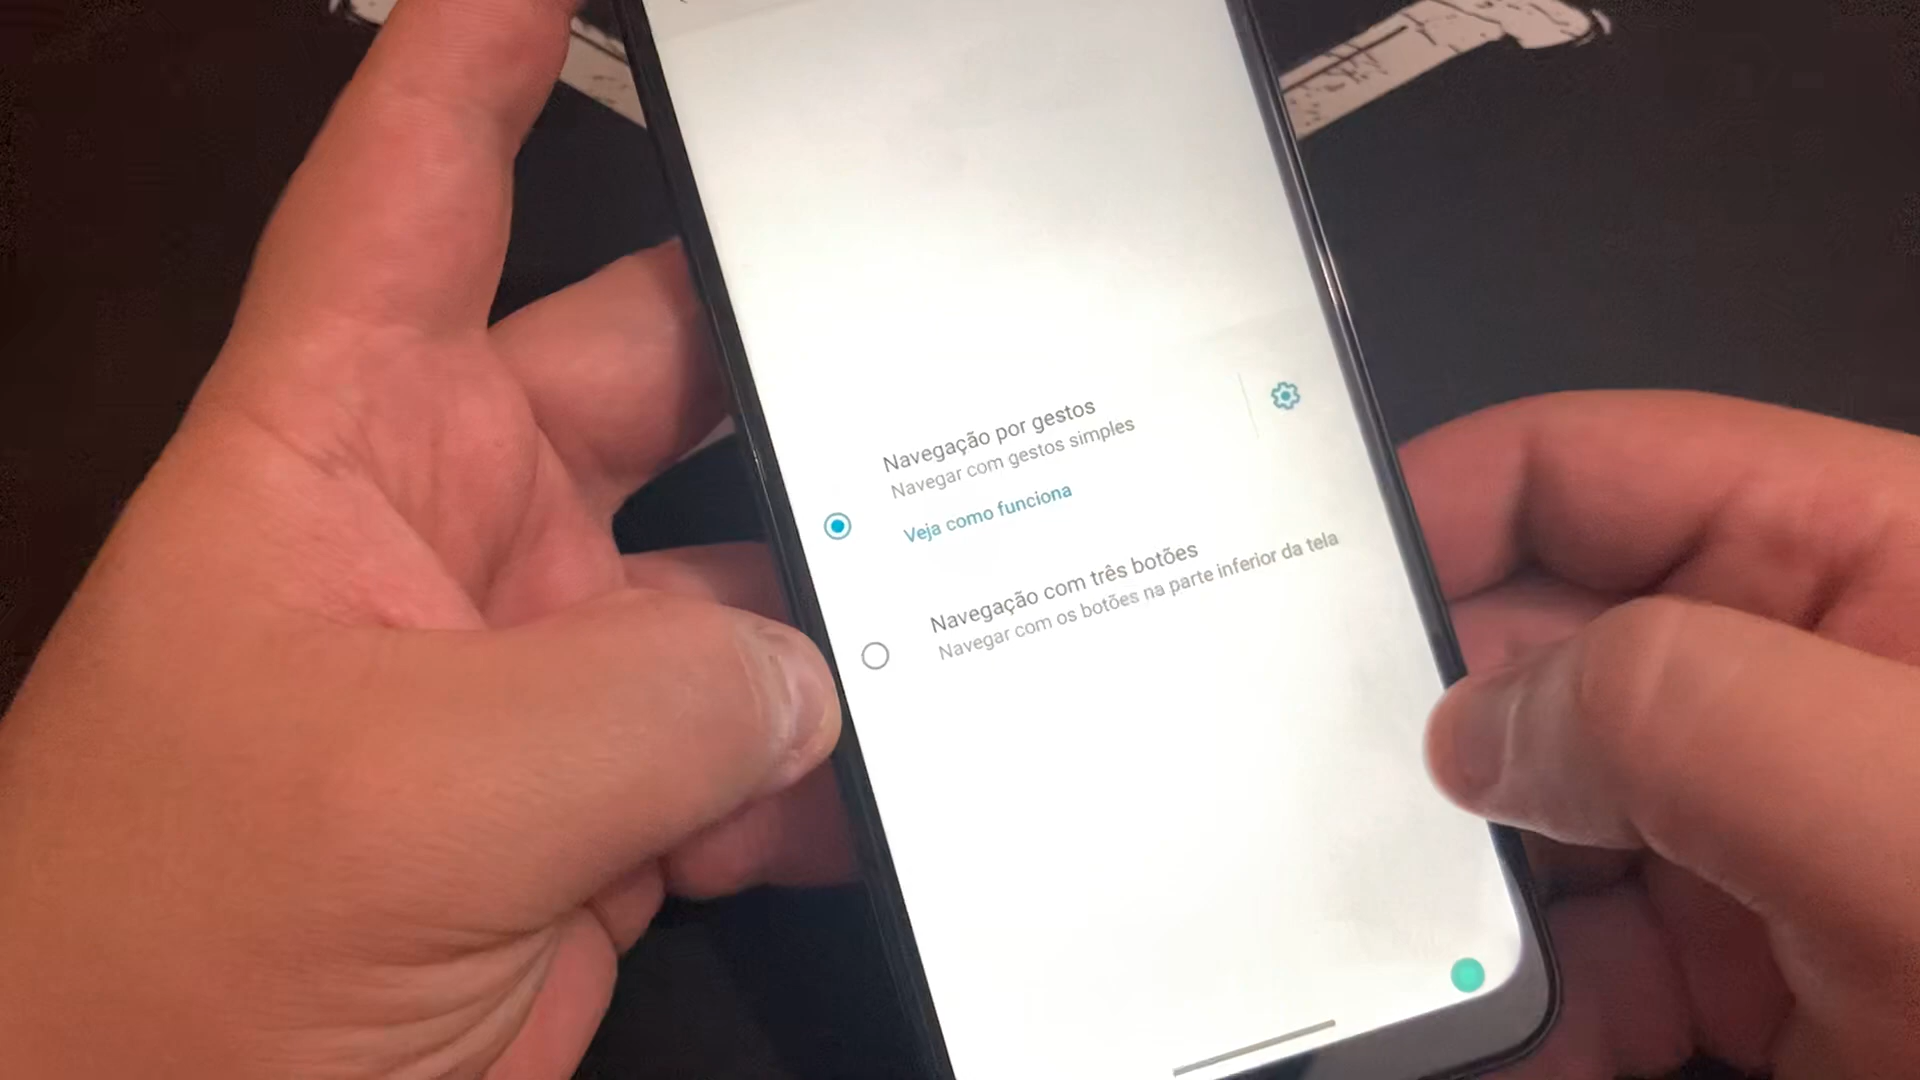 Navegação por gestos
Navegar com gestos simples
Veja como funciona
Navegação com três botões
Navegar com os botões na parte inferior da tela